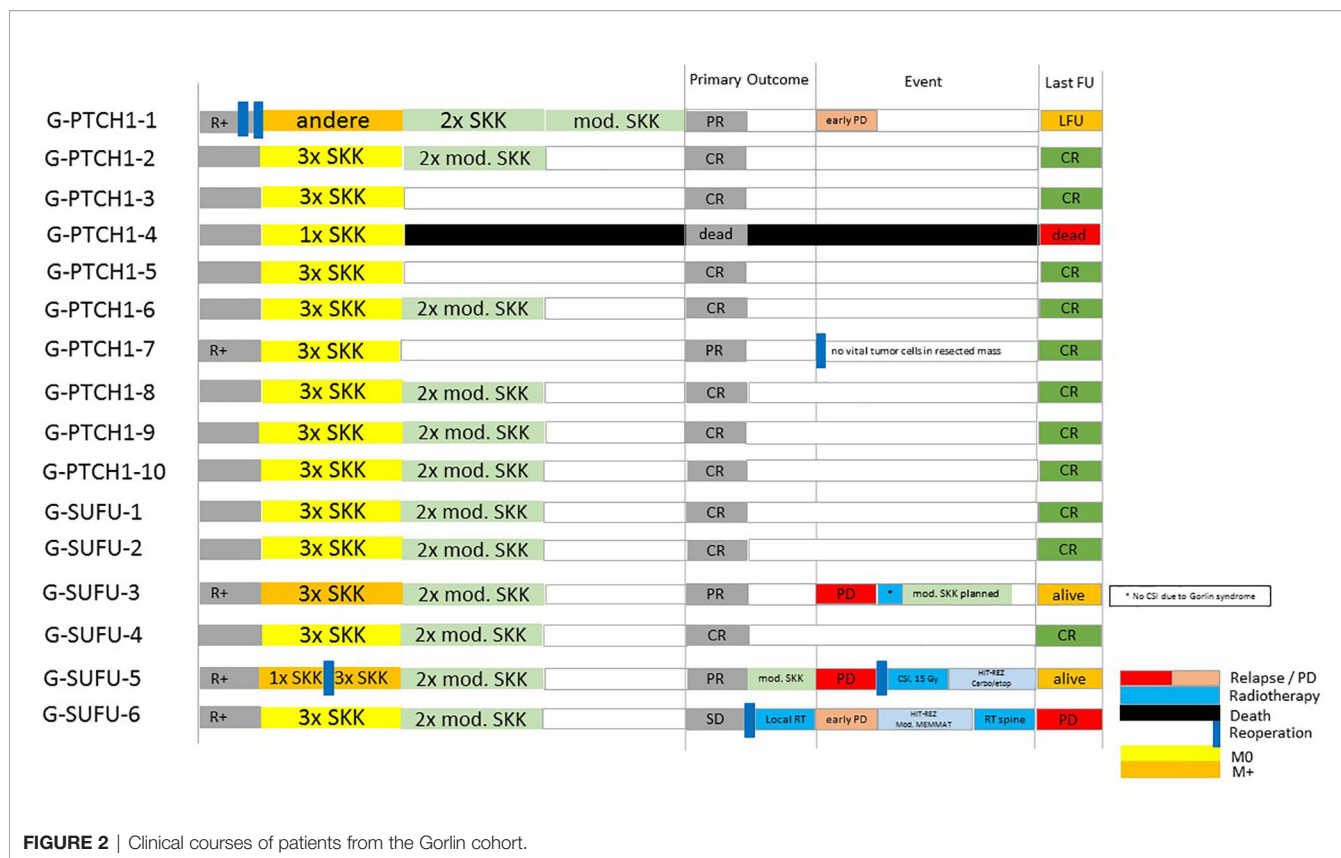 Primary Outcome Event Last FU
G-PTCH1-1 R+ andere 2x SKK mod. SKK PR early PD LFU
G-PTCH1-2 3x SKK 2x mod. SKK CR CR
G-PTCH1-3 3x SKK CR CR
G-PTCH1-4 1x SKK dead dead
G-PTCH1-5 3x SKK CR CR
G-PTCH1-6 3x SKK 2x mod. SKK CR CR
G-PTCH1-7 R+ 3x SKK PR no vital tumor cells in resected mass CR
G-PTCH1-8 3x SKK 2x mod. SKK CR CR
G-PTCH1-9 3x SKK 2x mod. SKK CR CR
G-PTCH1-10 3x SKK 2x mod. SKK CR CR
G-SUFU-1 3x SKK 2x mod. SKK CR CR
G-SUFU-2 3x SKK 2x mod. SKK CR CR
G-SUFU-3 R+ 3x SKK 2x mod. SKK PR PD * mod. SKK planned alive * No CSI due to Gorlin syndrome
G-SUFU-4 3x SKK 2x mod. SKK CR CR
G-SUFU-5 R+ 1x SKK 3x SKK 2x mod. SKK PR mod. SKK PD CSI, 15 Gy HIT-REZ Carbo/etop alive
G-SUFU-6 R+ 3x SKK 2x mod. SKK SD Local RT early PD HIT-REZ Mod. MEMMAT RT spine PD
Relapse / PD
Radiotherapy
Death
Reoperation
M0
M+
FIGURE 2 | Clinical courses of patients from the Gorlin cohort.